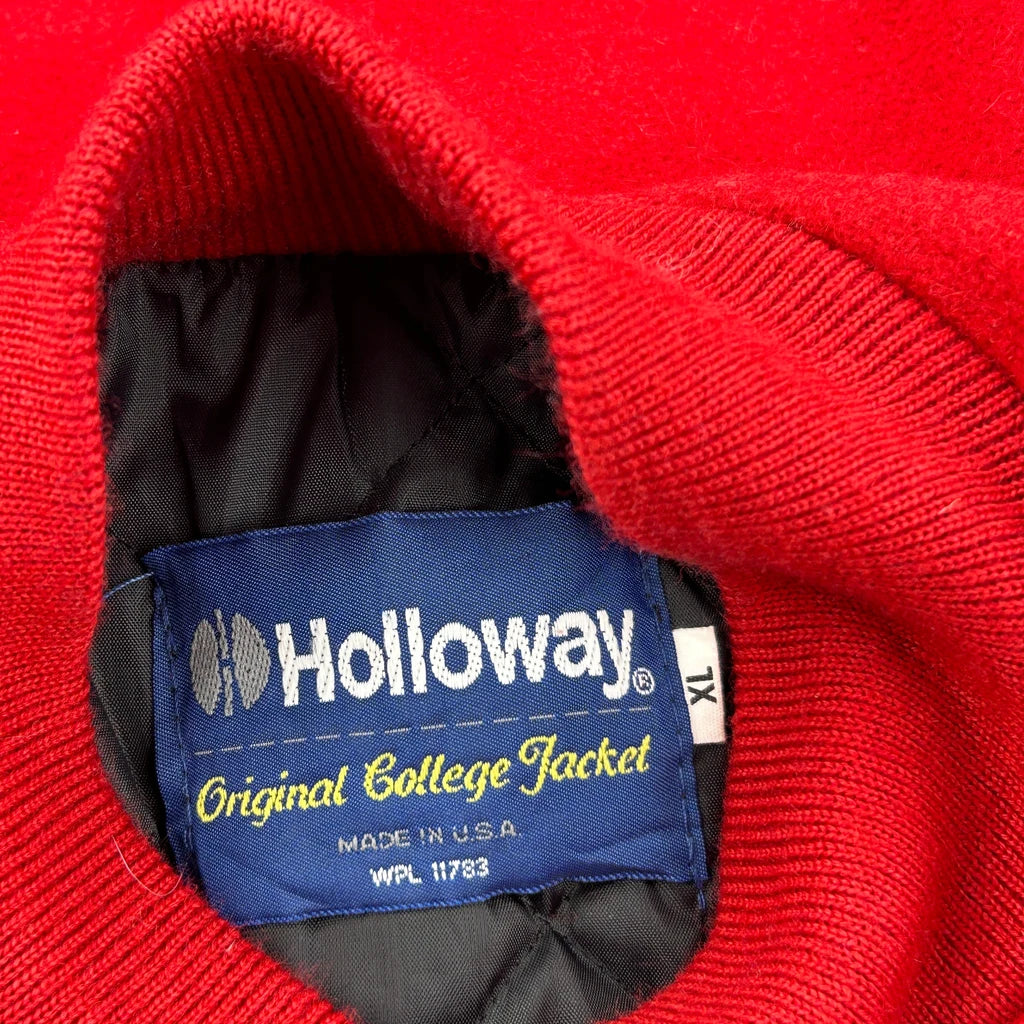 Holloway®
XL
Original College Jacket
MADE IN U.S.A.
WPL 11783